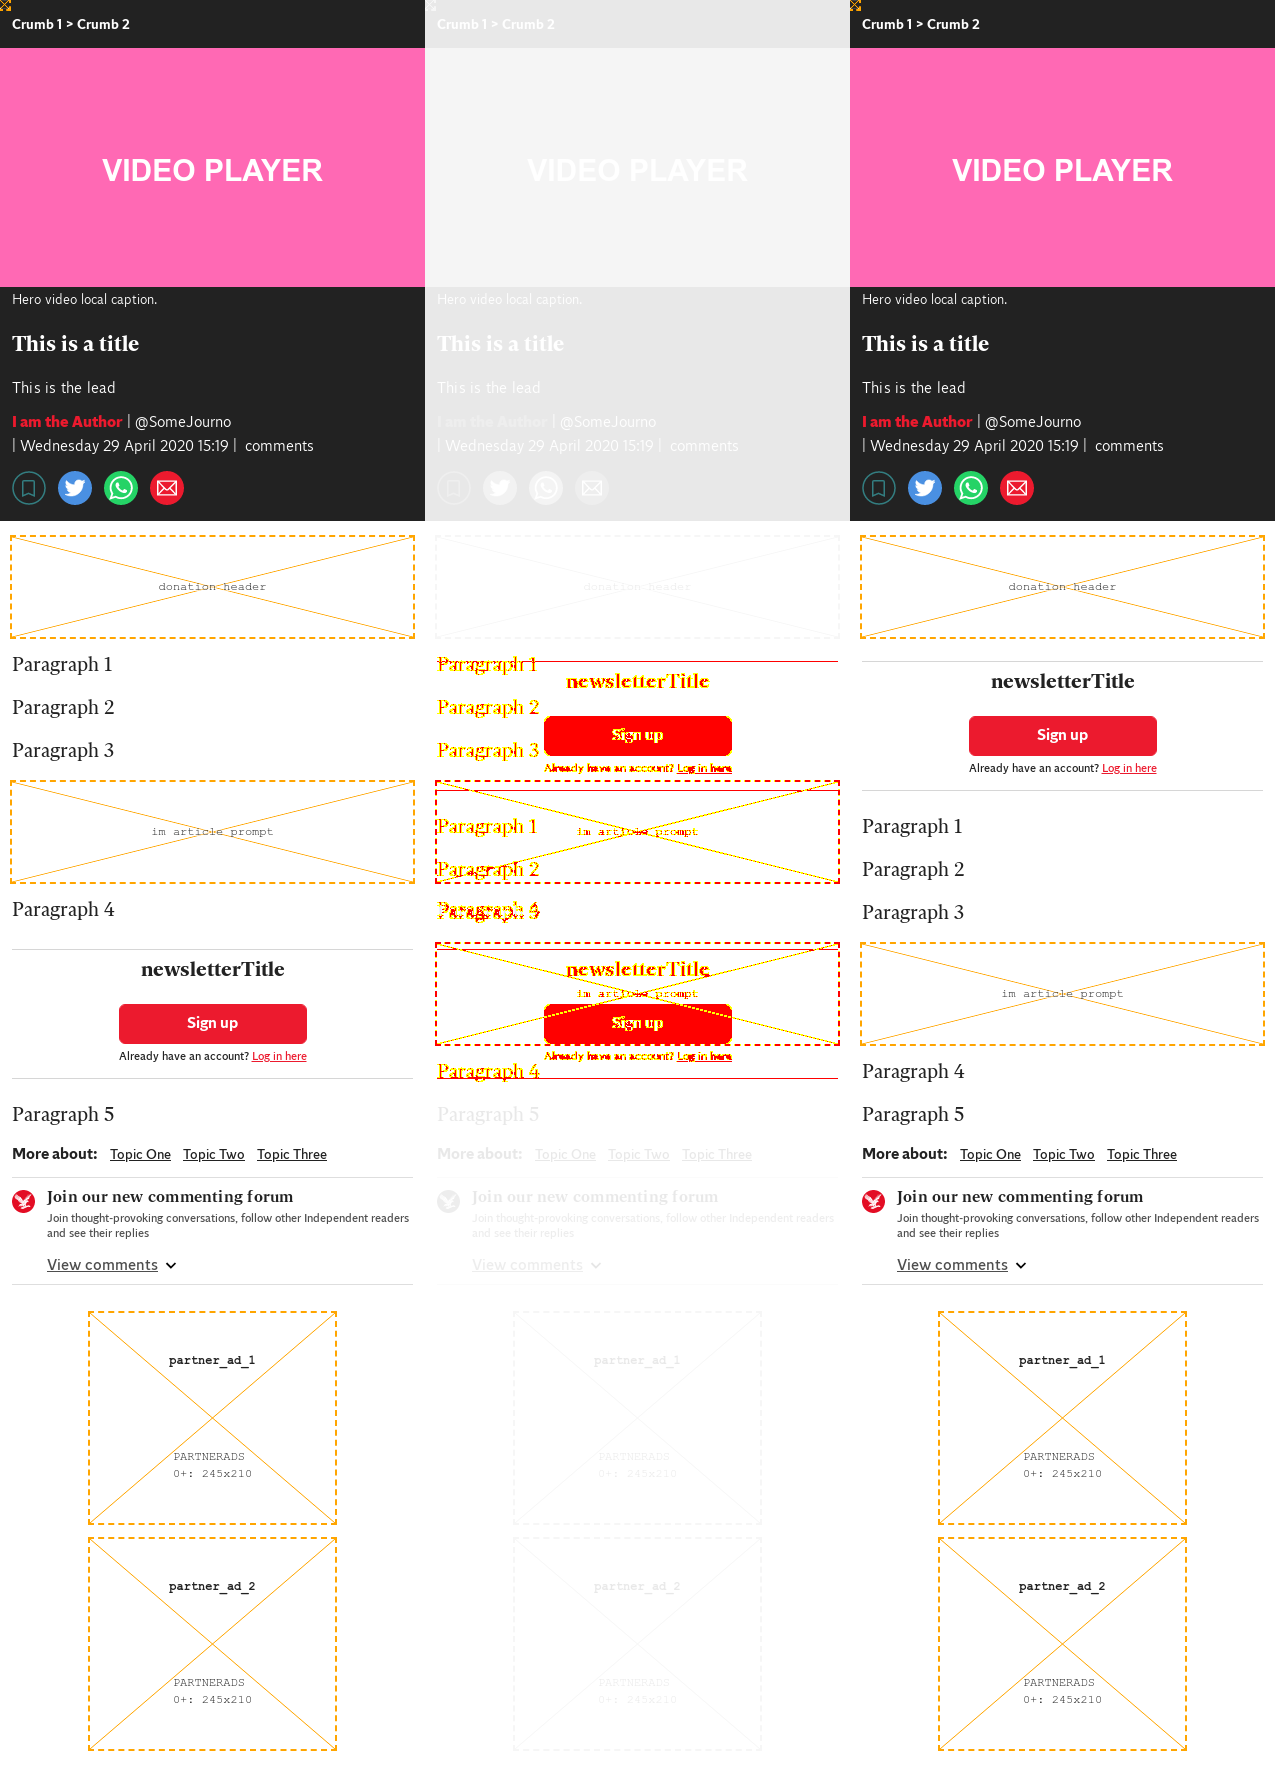 Crumb 1 > Crumb 2
VIDEO PLAYER
Hero video local caption.
This is a title
This is the lead
I am the Author | @SomeJourno
| Wednesday 29 April 2020 15:19 | comments
donation header
Paragraph 1
Paragraph 2
Paragraph 3
im article prompt
Paragraph 4
newsletterTitle
Sign up
Already have an account? Log in here
Paragraph 5
More about: Topic One Topic Two Topic Three
Join our new commenting forum
Join thought-provoking conversations, follow other Independent readers
and see their replies
View comments
partner_ad_1
PARTNERADS
0+: 245x210
partner_ad_2
PARTNERADS
0+: 245x210
Crumb 1 > Crumb 2
VIDEO PLAYER
Hero video local caption.
This is a title
This is the lead
I am the Author | @SomeJourno
| Wednesday 29 April 2020 15:19 | comments
donation header
Paragraph 1
newsletterTitle
Paragraph 2
Sign up
Paragraph 3
Already have an account? Log in here
Paragraph 1
im article prompt
Paragraph 2
newsletterTitle
im article prompt
Sign up
Already have an account? Log in here
Paragraph 4
Paragraph 5
More about: Topic One Topic Two Topic Three
Join our new commenting forum
Join thought-provoking conversations, follow other Independent readers
and see their replies
View comments
partner_ad_1
PARTNERADS
0+: 245x210
partner_ad_2
PARTNERADS
0+: 245x210
Crumb 1 > Crumb 2
VIDEO PLAYER
Hero video local caption.
This is a title
This is the lead
I am the Author | @SomeJourno
| Wednesday 29 April 2020 15:19 | comments
donation header
newsletterTitle
Sign up
Already have an account? Log in here
Paragraph 1
Paragraph 2
Paragraph 3
im article prompt
Paragraph 4
Paragraph 5
More about: Topic One Topic Two Topic Three
Join our new commenting forum
Join thought-provoking conversations, follow other Independent readers
and see their replies
View comments
partner_ad_1
PARTNERADS
0+: 245x210
partner_ad_2
PARTNERADS
0+: 245x210